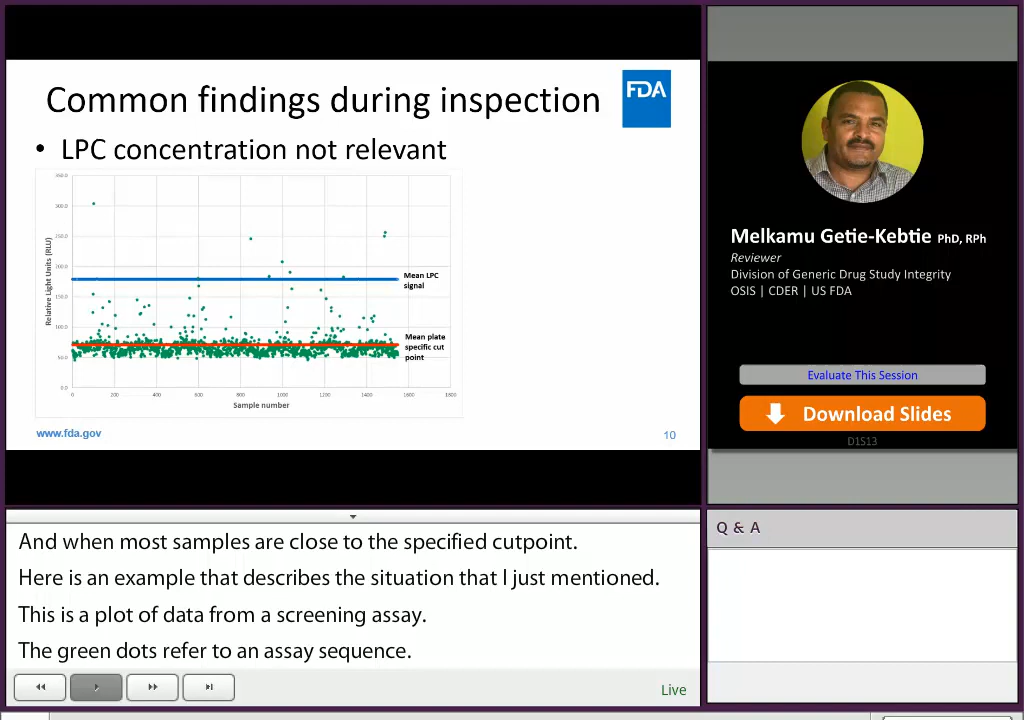 Common findings during inspection
FDA
• LPC concentration not relevant
350.0
300.0
250.0
200.0
150.0
100.0
50.0
0.0
Relative Light Units (RLU)
Mean LPC
signal
Mean plate
specific cut
point
0 200 400 600 800 1000 1200 1400 1600 1800
Sample number
www.fda.gov
10
Melkamu Getie-Kebtie PhD, RPh
Reviewer
Division of Generic Drug Study Integrity
OSIS | CDER | US FDA
Evaluate This Session
Download Slides
D1S13
And when most samples are close to the specified cutpoint.
Here is an example that describes the situation that I just mentioned.
This is a plot of data from a screening assay.
The green dots refer to an assay sequence.
Live
Q & A